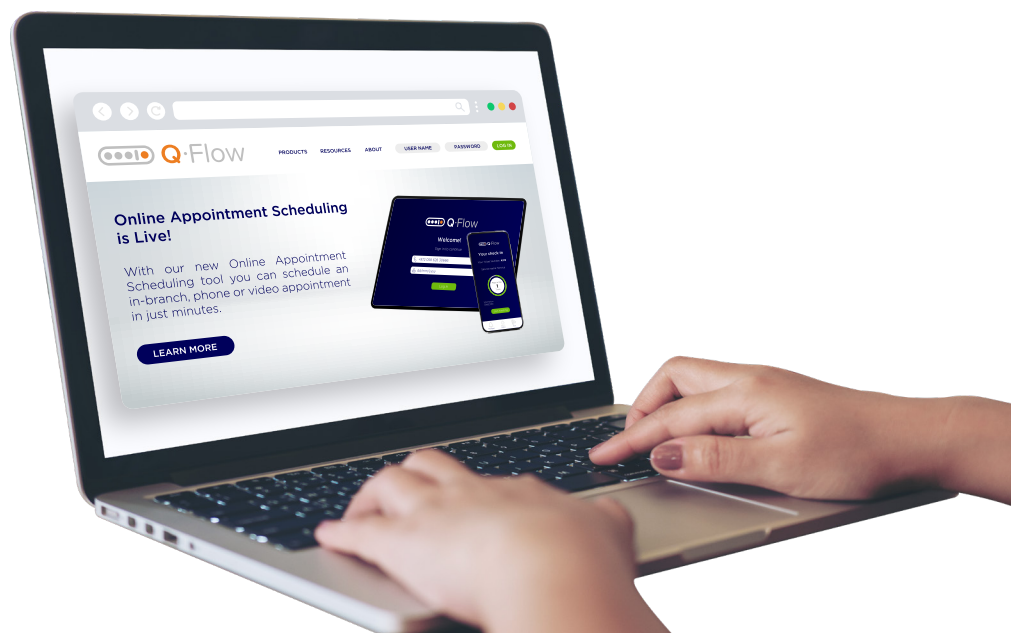 Q·Flow
PRODUCTS RESOURCES ABOUT USER NAME PASSWORD LOG IN
Online Appointment Scheduling
is Live!
With our new Online Appointment
Scheduling tool you can schedule an
in-branch, phone or video appointment
in just minutes.
LEARN MORE
Q·Flow
Welcome!
Q·Flow
Your check in